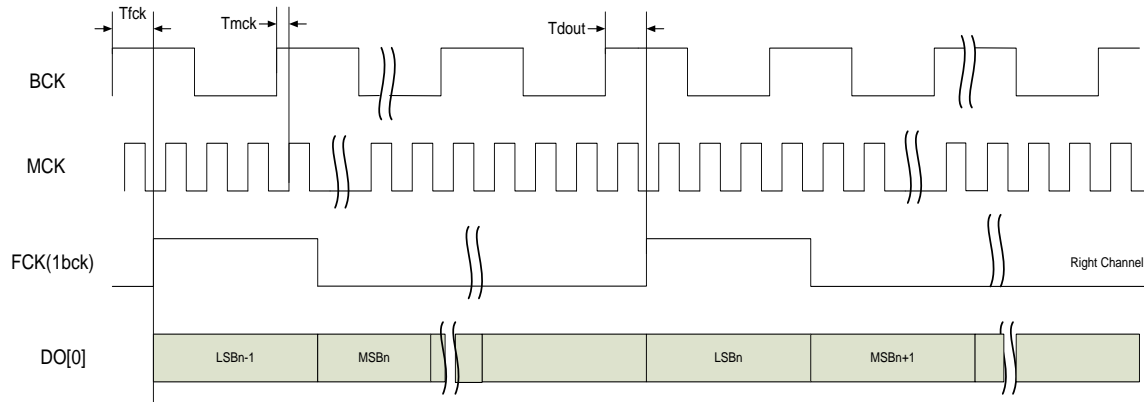 Tfck Tmck Tdout
BCK
MCK
FCK(1bck) Right Channel
DO[0] LSBn-1 MSBn LSBn MSBn+1